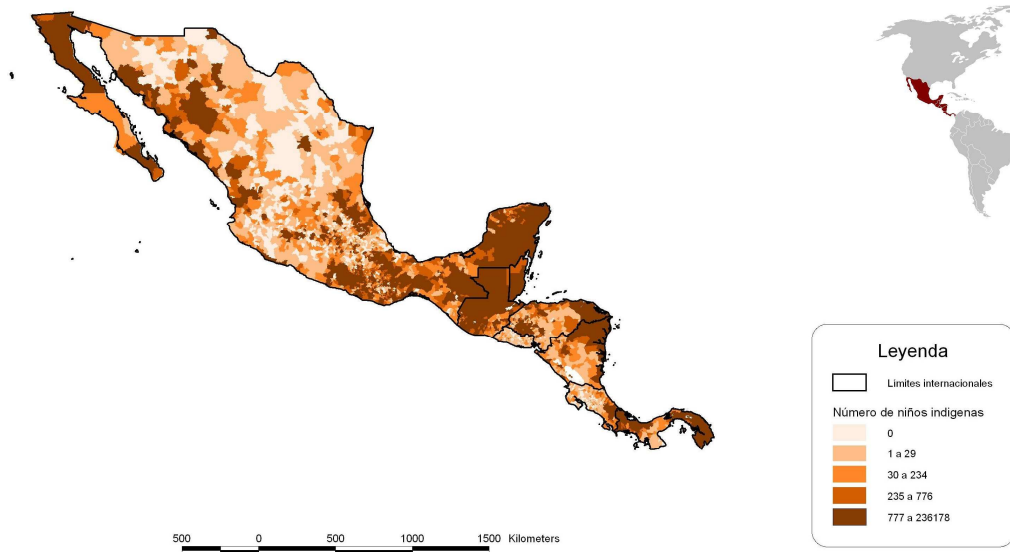 Leyenda
Limites internacionales
Número de niños indigenas
0
1 a 29
30 a 234
235 a 776
777 a 236178
500 0 500 1000 1500 Kilometers